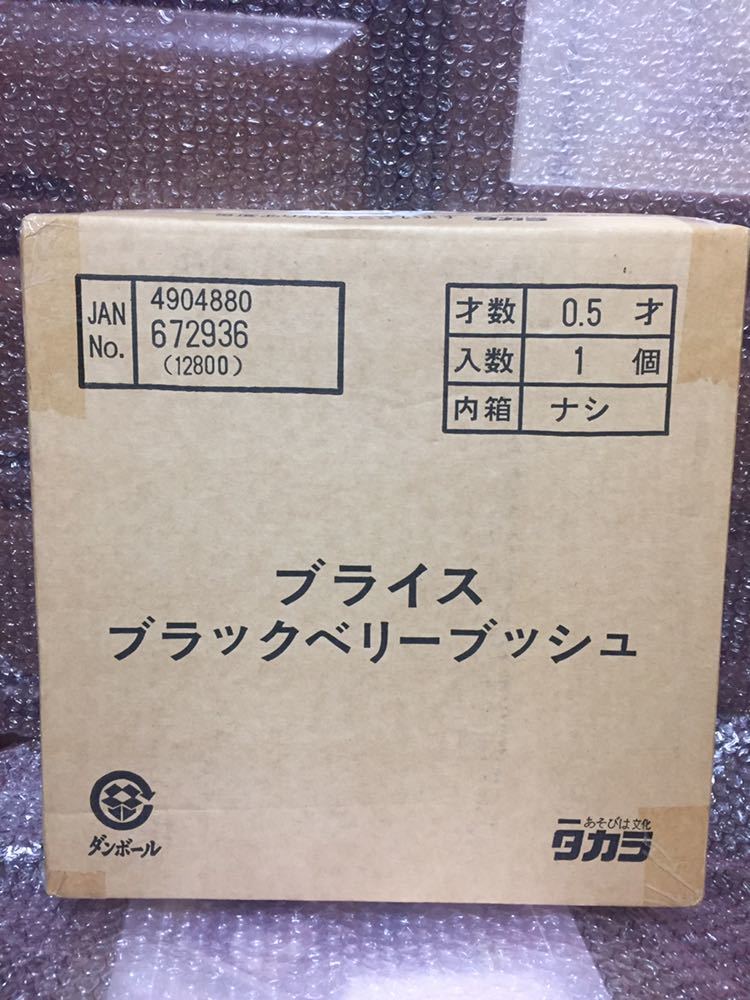 JAN No.
4904880
672936
(12800)
才数 0.5 才
入数 1 個
内箱 ナシ
ブライス
ブラックベリーブッシュ
ダンボール
あそびは文化
タカラ